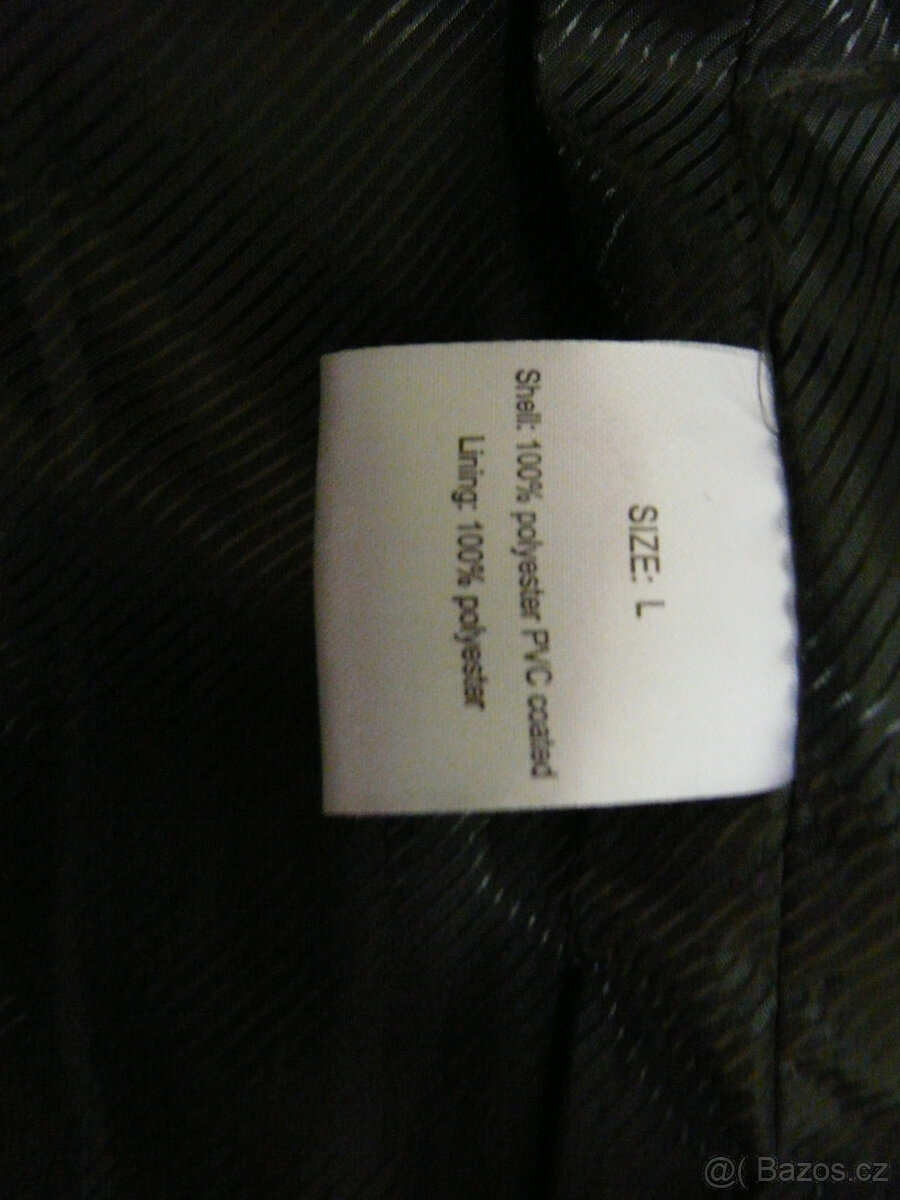 SIZE: L
Shell: 100% polyester PVC coated
Lining: 100% polyester
@( Bazos.cz